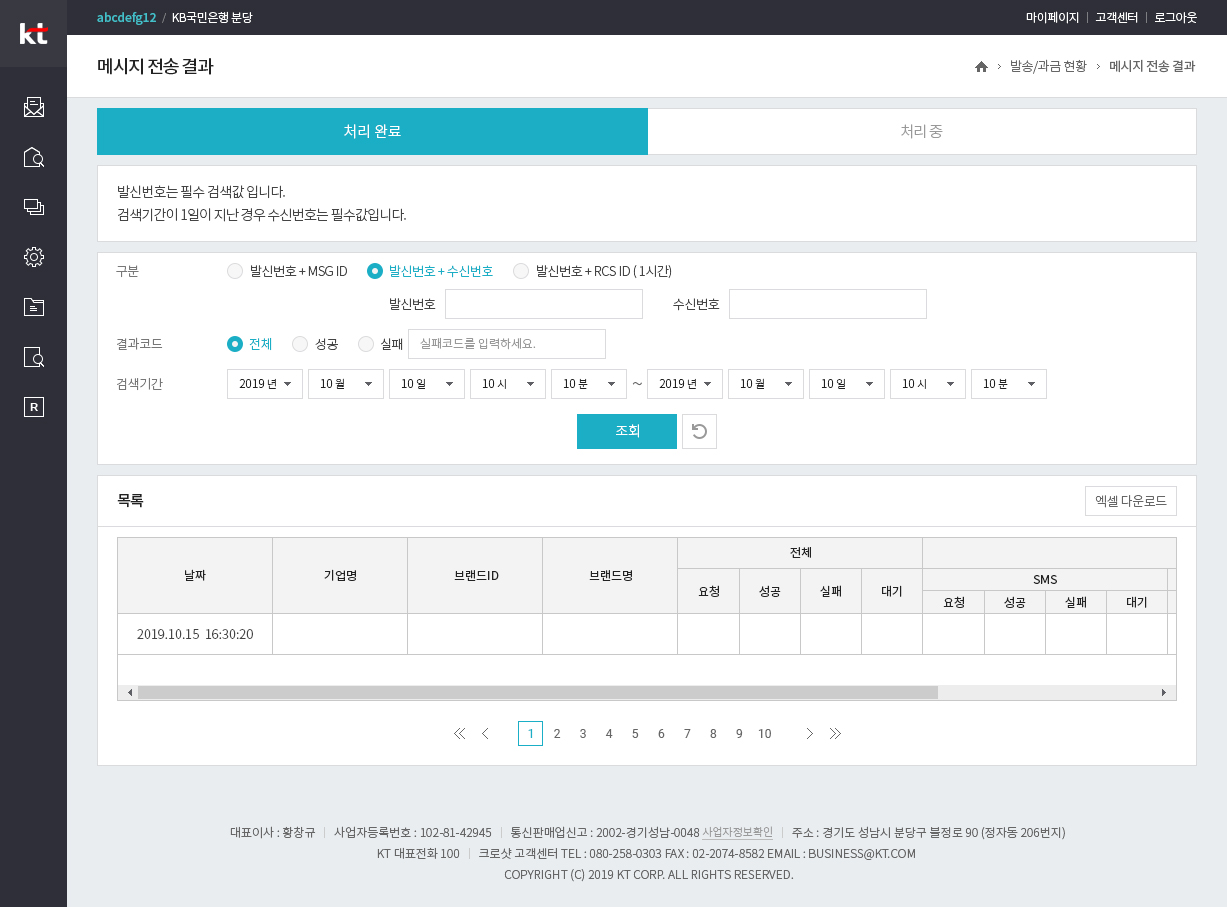 kt
abcdefg12 / KB국민은행 분당
마이페이지 | 고객센터 | 로그아웃
메시지 전송 결과
발송/과금 현황 > 메시지 전송 결과
처리 완료
처리 중
발신번호는 필수 검색값 입니다.
검색기간이 1일이 지난 경우 수신번호는 필수값입니다.
구분 발신번호 + MSG ID 발신번호 + 수신번호 발신번호 + RCS ID ( 1시간)
발신번호 수신번호
결과코드 전체 성공 실패 실패코드를 입력하세요.
검색기간 2019 년 10 월 10 일 10 시 10 분 ~ 2019 년 10 월 10 일 10 시 10 분
조회
R
목록
엑셀 다운로드
날짜 기업명 브랜드ID 브랜드명 전체
요청 성공 실패 대기
SMS
요청 성공 실패 대기
2019.10.15 16:30:20
1 2 3 4 5 6 7 8 9 10
대표이사 : 황창규 | 사업자등록번호 : 102-81-42945 | 통신판매업신고 : 2002-경기성남-0048 사업자정보확인 | 주소 : 경기도 성남시 분당구 불정로 90 (정자동 206번지)
KT 대표전화 100 | 크로샷 고객센터 TEL : 080-258-0303 FAX : 02-2074-8582 EMAIL : BUSINESS@KT.COM
COPYRIGHT (C) 2019 KT CORP. ALL RIGHTS RESERVED.